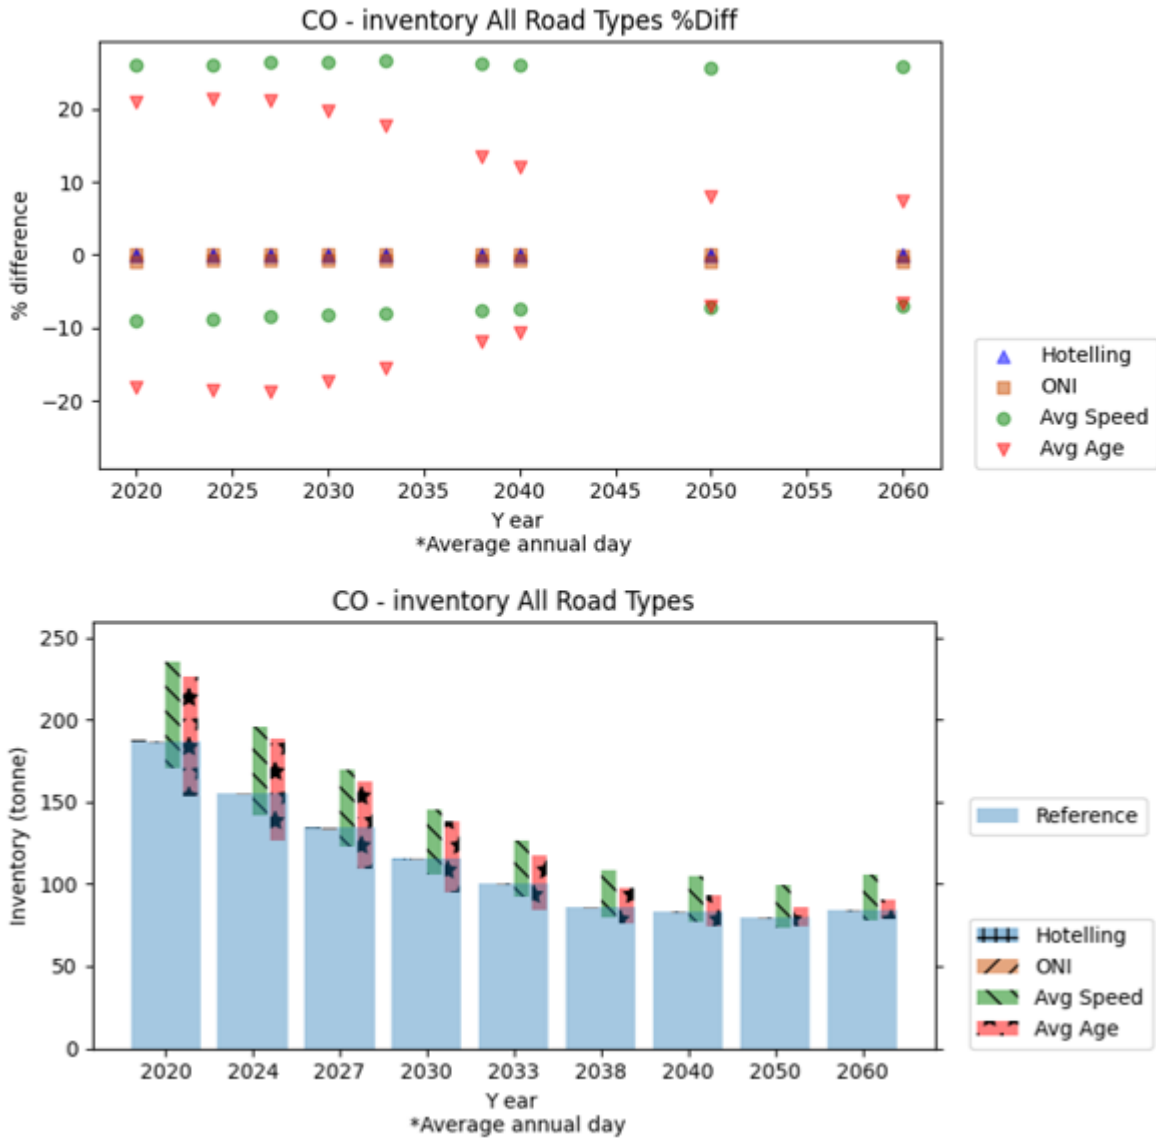 CO - inventory All Road Types %Diff
% difference
20
10
0
−10
−20
2020 2025 2030 2035 2040 2045 2050 2055 2060
Y ear
*Average annual day
Hotelling
ONI
Avg Speed
Avg Age
CO - inventory All Road Types
Inventory (tonne)
250
200
150
100
50
0
2020 2024 2027 2030 2033 2038 2040 2050 2060
Y ear
*Average annual day
Reference
Hotelling
ONI
Avg Speed
Avg Age